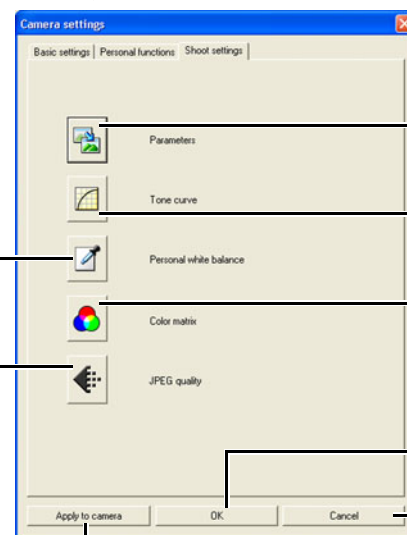 Camera settings
Basic settings Personal functions Shoot settings
Parameters
Tone curve
Personal white balance
Color matrix
JPEG quality
Apply to camera OK Cancel